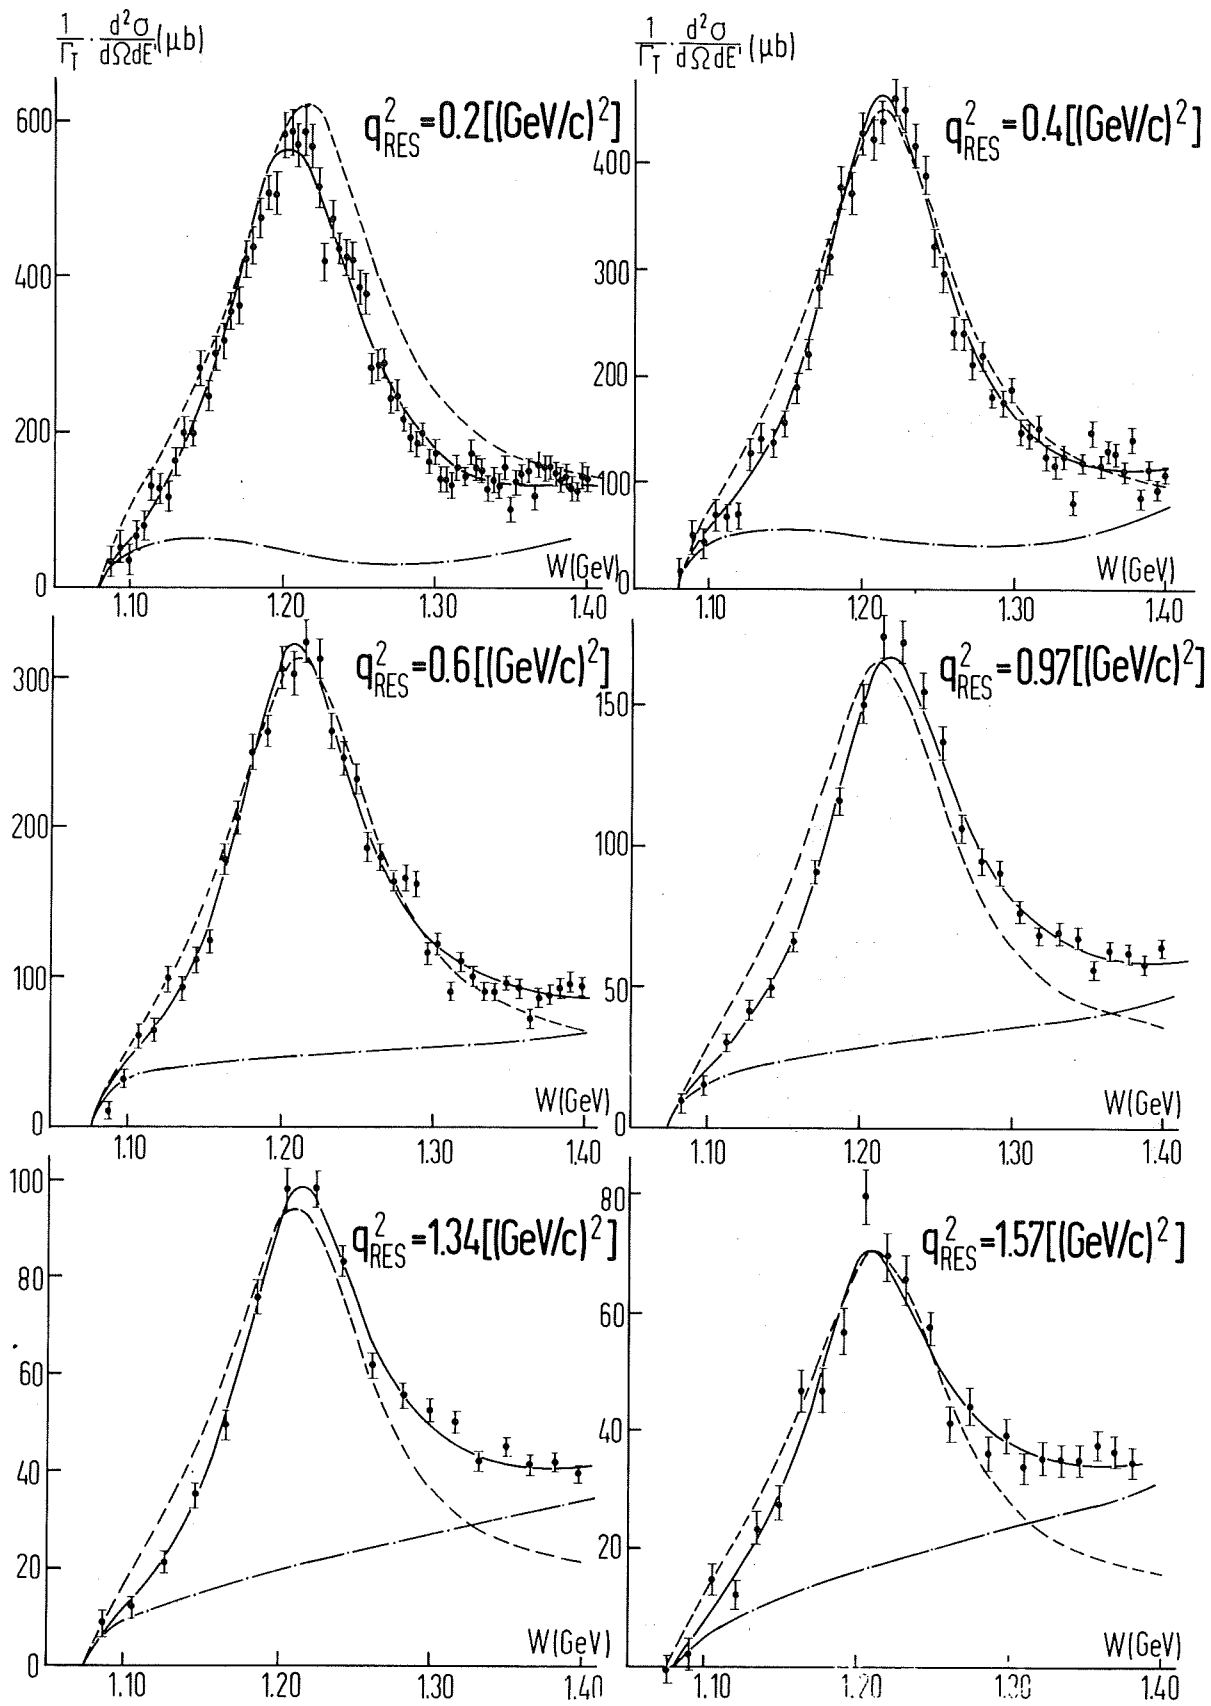 1/Γ_T · d²σ/dΩdE' (μb)
600
400
200
0
q²_RES = 0.2 [(GeV/c)²]
W(GeV)
1.10 1.20 1.30 1.40
1/Γ_T · d²σ/dΩdE' (μb)
400
300
200
100
0
q²_RES = 0.4 [(GeV/c)²]
W(GeV)
1.10 1.20 1.30 1.40
300
200
100
0
q²_RES = 0.6 [(GeV/c)²]
W(GeV)
1.10 1.20 1.30 1.40
150
100
50
0
q²_RES = 0.97 [(GeV/c)²]
W(GeV)
1.10 1.20 1.30 1.40
100
80
60
40
20
0
q²_RES = 1.34 [(GeV/c)²]
W(GeV)
1.10 1.20 1.30 1.40
80
60
40
20
0
q²_RES = 1.57 [(GeV/c)²]
W(GeV)
1.10 1.20 1.30 1.40